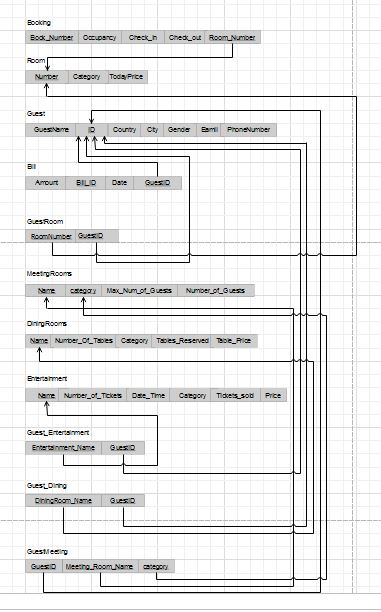 Booking
Book_Number Occupancy Check_In Check_out Room_Number
Room
Number Category TodayPrice
Guest
GuestName ID Country City Gender Eamil PhoneNumber
Bill
Amount Bill_ID Date GuestID
GuestRoom
RoomNumber GuestID
MeetingRooms
Name category Max_Num_of_Guests Number_of_Guests
DiningRooms
Name Number_Of_Tables Category Tables_Reserved Table_Price
Entertainment
Name Number_of_Tickets Date_Time Category Tickets_sold Price
Guest_Entertainment
Entertainment_Name GuestID
Guest_Dining
DiningRoom_Name GuestID
GuestMeeting
GuestID Meeting_Room_Name category